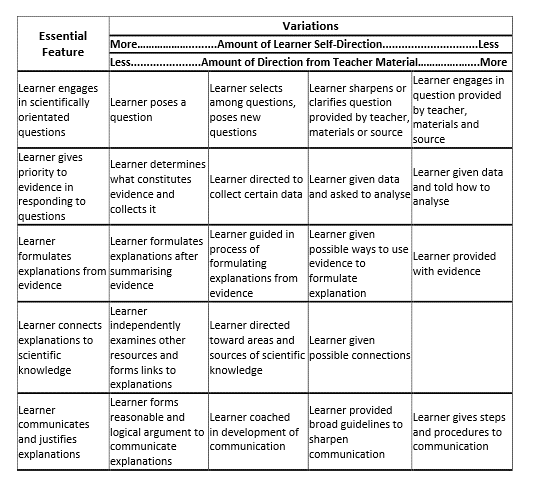 Essential
Feature
Variations
More.......................Amount of Learner Self-Direction.............................Less
Less.......................Amount of Direction from Teacher Material..................More
Learner engages
in scientifically
orientated
questions
Learner poses a
question
Learner selects
among questions,
poses new
questions
Learner sharpens or
clarifies question
provided by teacher,
materials or source
Learner engages in
question provided
by teacher,
materials and
source
Learner gives
priority to
evidence in
responding to
questions
Learner determines
what constitutes
evidence and
collects it
Learner directed to
collect certain data
Learner given data
and asked to analyse
Learner given data
and told how to
analyse
Learner
formulates
explanations from
evidence
Learner formulates
explanations after
summarising
evidence
Learner guided in
process of
formulating
explanations from
evidence
Learner given
possible ways to use
evidence to
formulate
explanation
Learner provided
with evidence
Learner connects
explanations to
scientific
knowledge
Learner
independently
examines other
resources and
forms links to
explanations
Learner directed
toward areas and
sources of scientific
knowledge
Learner given
possible connections
Learner
communicates
and justifies
explanations
Learner forms
reasonable and
logical argument to
communicate
explanations
Learner coached
in development of
communication
Learner provided
broad guidelines to
sharpen
communication
Learner gives steps
and procedures to
communication